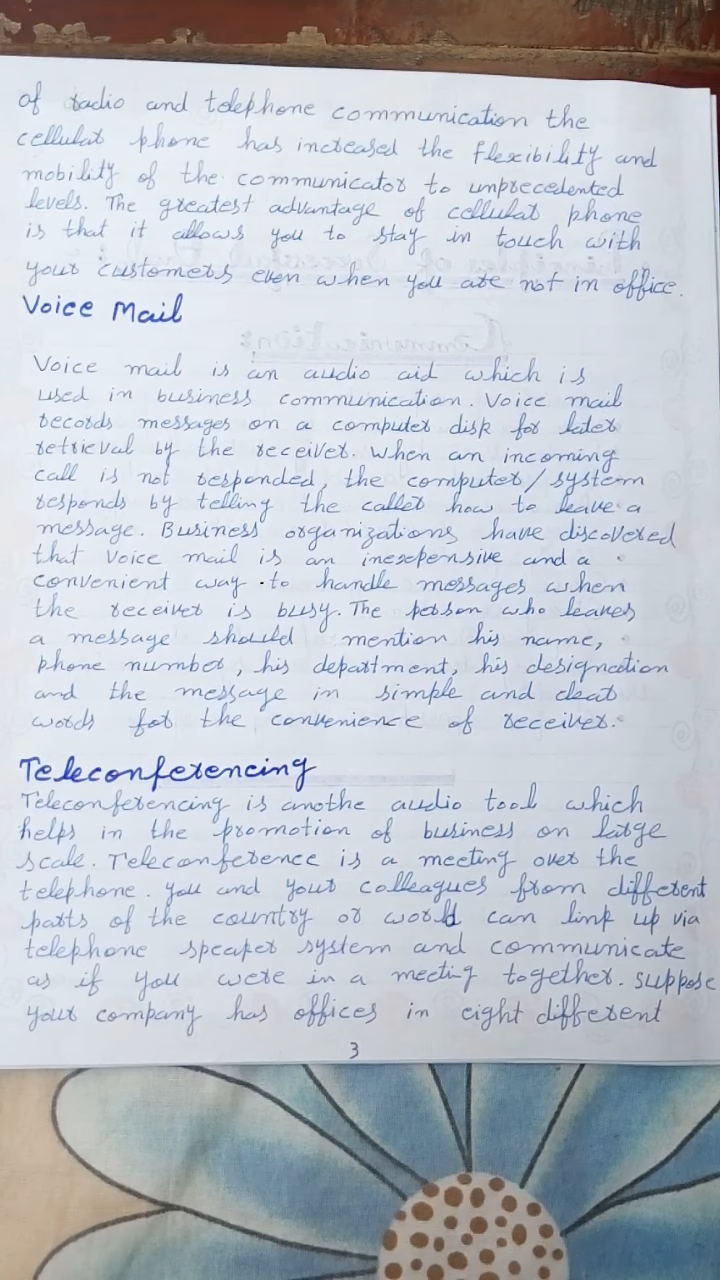 of radio and telephone communication the
cellular phone has increased the flexibility and
mobility of the communicator to unprecedented
levels. The greatest advantage of cellular phone
is that it allows you to stay in touch with
your customers even when you are not in office.
Voice Mail
Voice mail is an audio aid which is
used in business communication. Voice mail
records messages on a computer disk for later
retrieval by the receiver. When an incoming
call is not responded, the computer/system
responds by telling the caller how to leave a
message. Business organizations have discovered
that Voice mail is an inexpensive and a
convenient way to handle messages when
the receiver is busy. The person who leaves
a message should mention his name,
phone number, his department, his designation
and the message in simple and clear
words for the convenience of receiver.
Teleconferencing
Teleconferencing is anothe audio tool which
helps in the promotion of business on large
scale. Teleconference is a meeting over the
telephone. you and your colleagues from different
parts of the country or world can link up via
telephone speaker system and communicate
as if you were in a meeting together. suppose
your company has offices in eight different
3